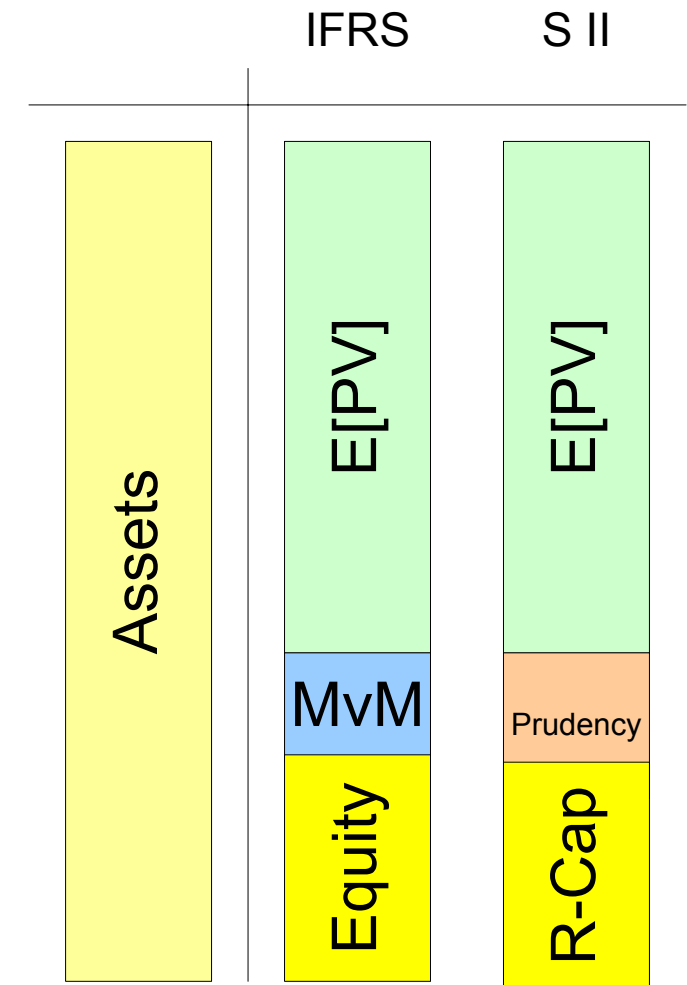 IFRS S II
Assets
E[PV]
MvM
Equity
E[PV]
Prudency
R-Cap